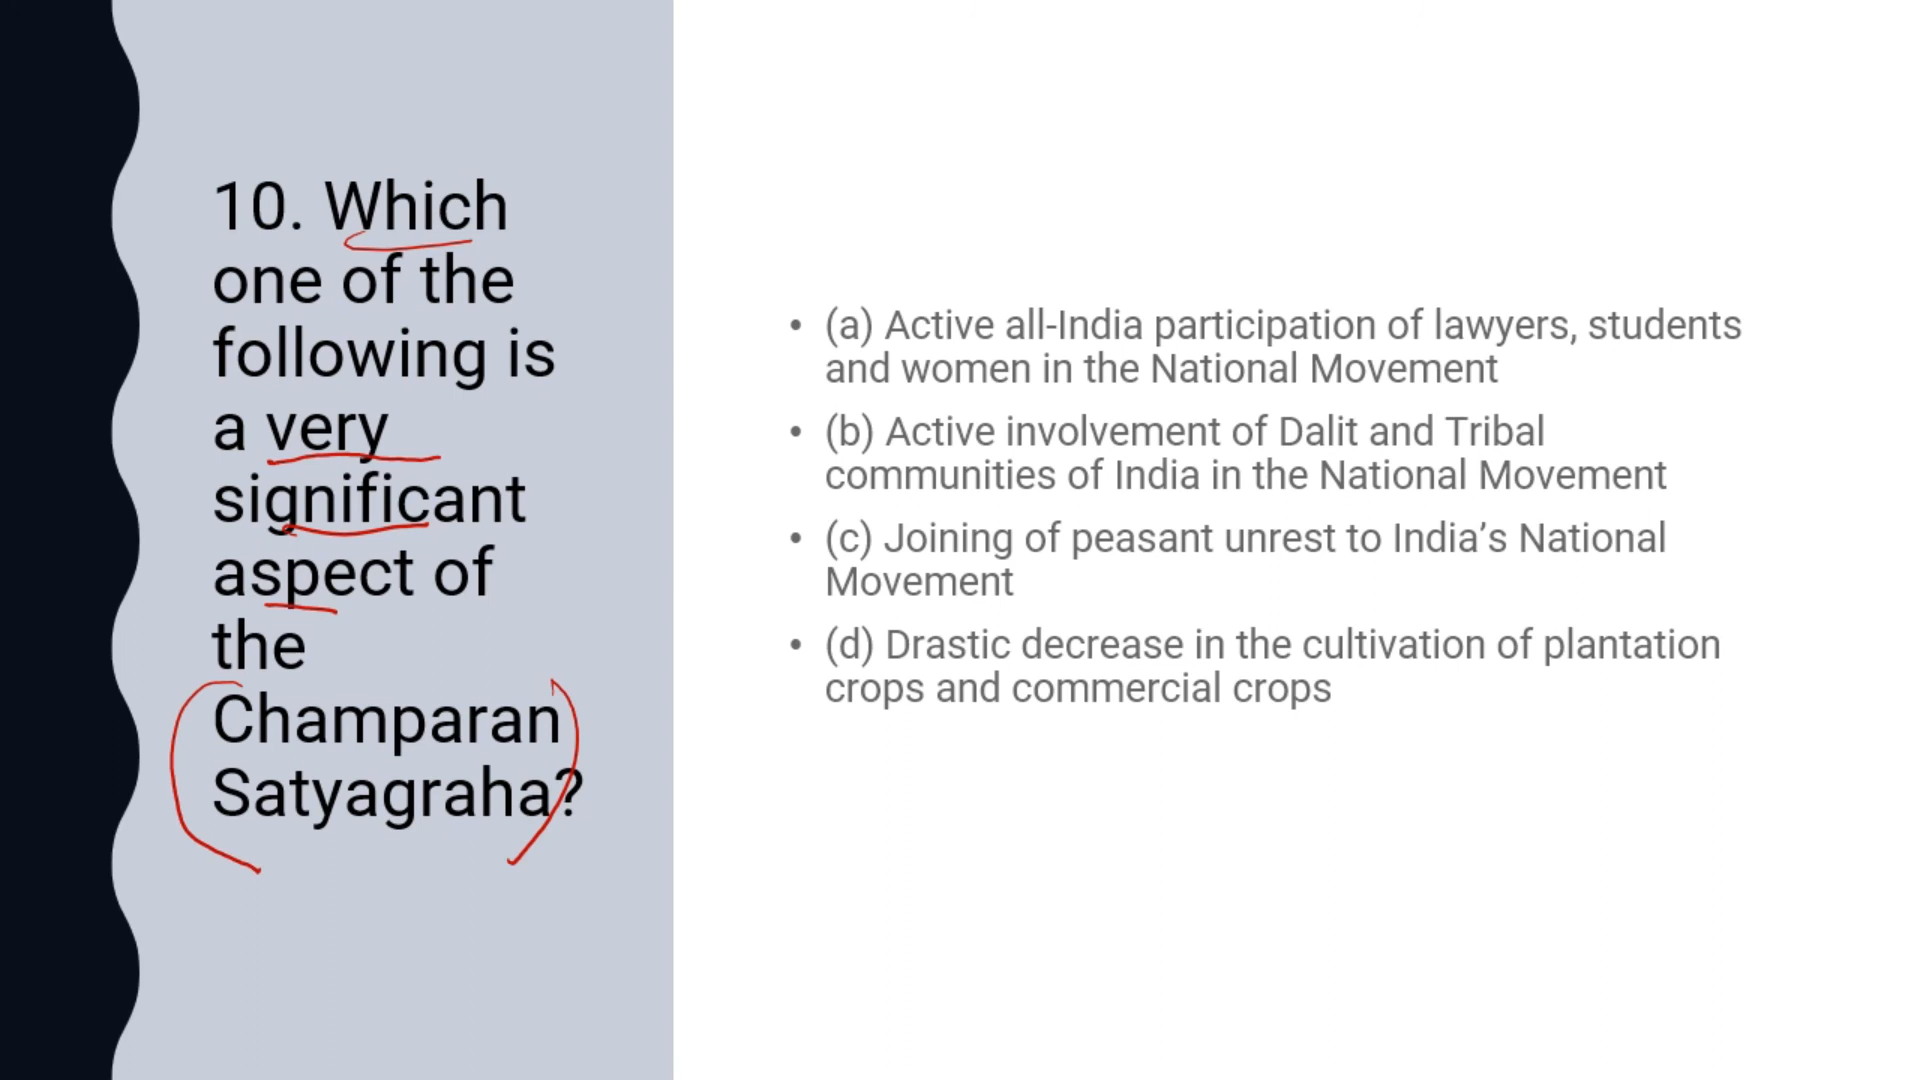 10. Which
one of the
following is
a very
significant
aspect of
the
Champaran
Satyagraha?
• (a) Active all-India participation of lawyers, students
and women in the National Movement
• (b) Active involvement of Dalit and Tribal
communities of India in the National Movement
• (c) Joining of peasant unrest to India’s National
Movement
• (d) Drastic decrease in the cultivation of plantation
crops and commercial crops